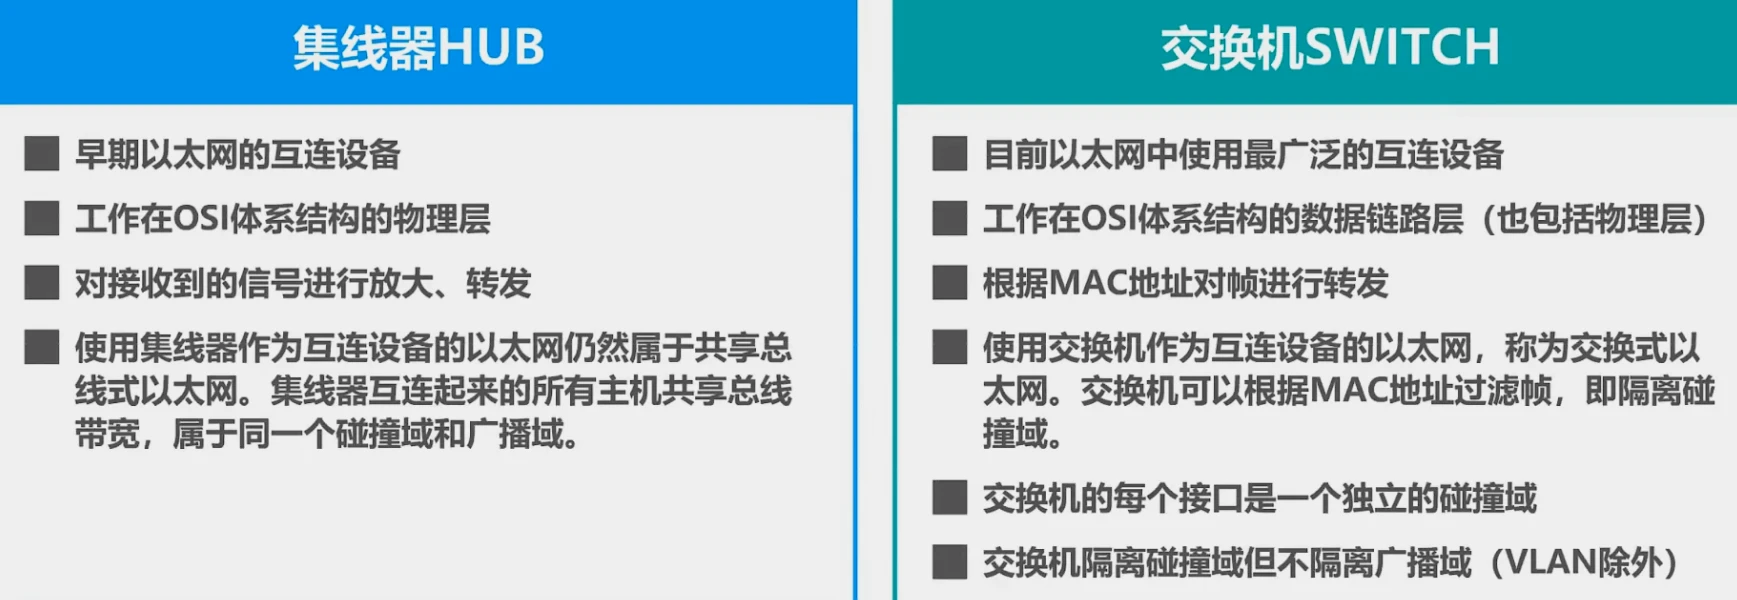 集线器HUB
早期以太网的互连设备
工作在OSI体系结构的物理层
对接收到的信号进行放大、转发
使用集线器作为互连设备的以太网仍然属于共享总
线式以太网。集线器互连起来的所有主机共享总线
带宽，属于同一个碰撞域和广播域。
交换机SWITCH
目前以太网中使用最广泛的互连设备
工作在OSI体系结构的数据链路层（也包括物理层）
根据MAC地址对帧进行转发
使用交换机作为互连设备的以太网，称为交换式以
太网。交换机可以根据MAC地址过滤帧，即隔离碰
撞域。
交换机的每个接口是一个独立的碰撞域
交换机隔离碰撞域但不隔离广播域（VLAN除外）